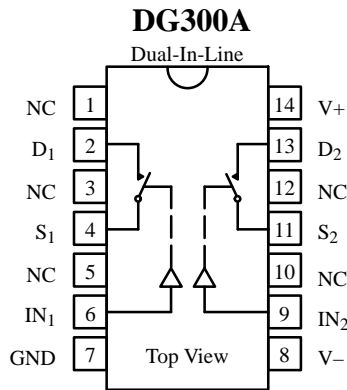 DG300A
Dual-In-Line
NC 1 14 V+
D1 2 13 D2
NC 3 12 NC
S1 4 11 S2
NC 5 10 NC
IN1 6 9 IN2
GND 7 Top View 8 V–